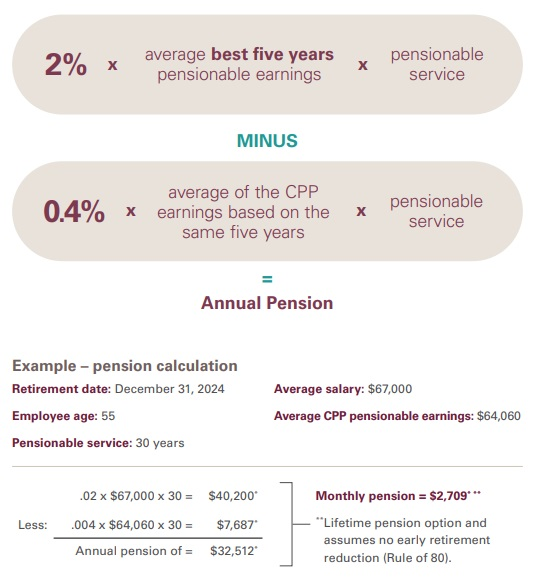 2% x average best five years pensionable earnings x pensionable service
MINUS
0.4% x average of the CPP earnings based on the same five years x pensionable service
=
Annual Pension
Example – pension calculation
Retirement date: December 31, 2024
Average salary: $67,000
Employee age: 55
Average CPP pensionable earnings: $64,060
Pensionable service: 30 years
.02 x $67,000 x 30 = $40,200*
Less: .004 x $64,060 x 30 = $7,687*
Annual pension of = $32,512*
Monthly pension = $2,709* **
**Lifetime pension option and
assumes no early retirement
reduction (Rule of 80).